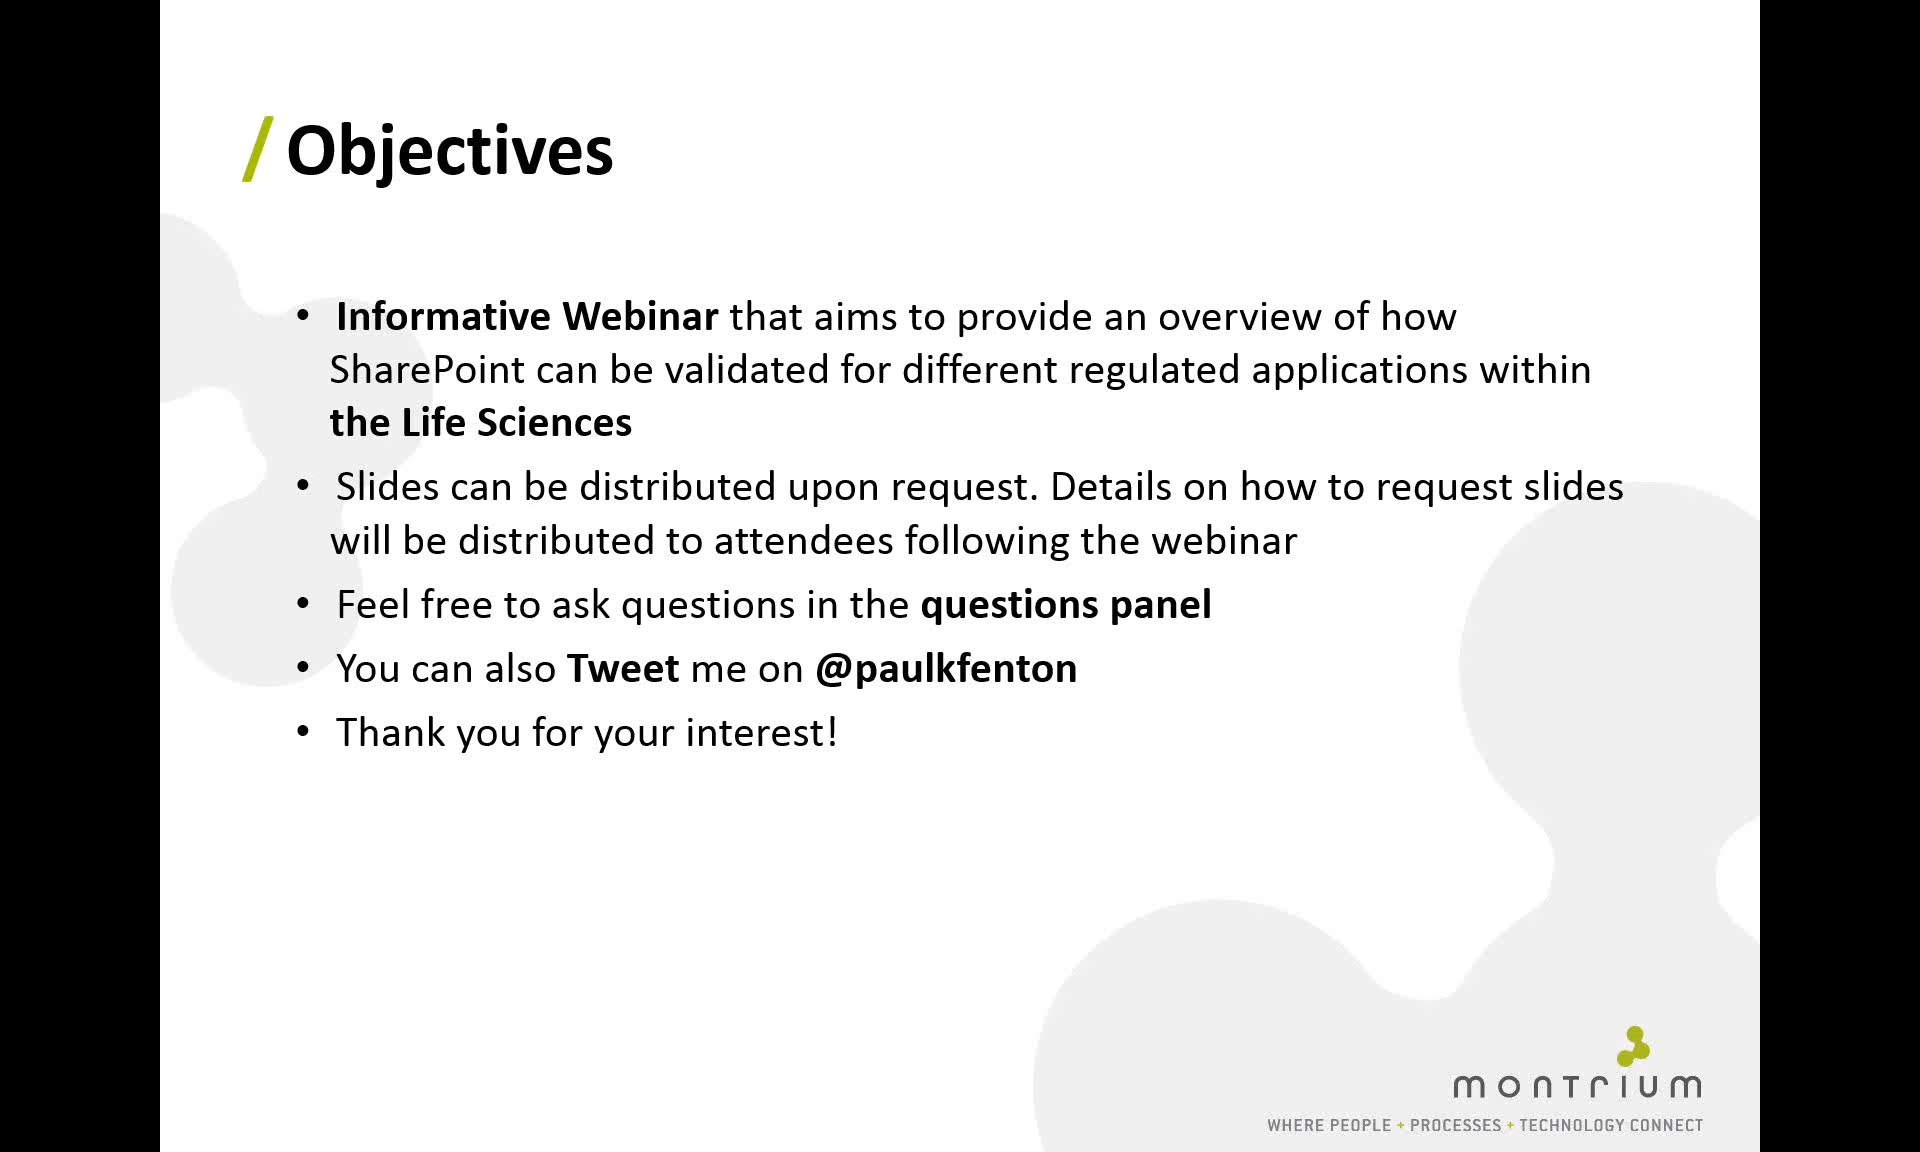 / Objectives
• Informative Webinar that aims to provide an overview of how
SharePoint can be validated for different regulated applications within
the Life Sciences
• Slides can be distributed upon request. Details on how to request slides
will be distributed to attendees following the webinar
• Feel free to ask questions in the questions panel
• You can also Tweet me on @paulkfenton
• Thank you for your interest!
montrium
WHERE PEOPLE + PROCESSES + TECHNOLOGY CONNECT